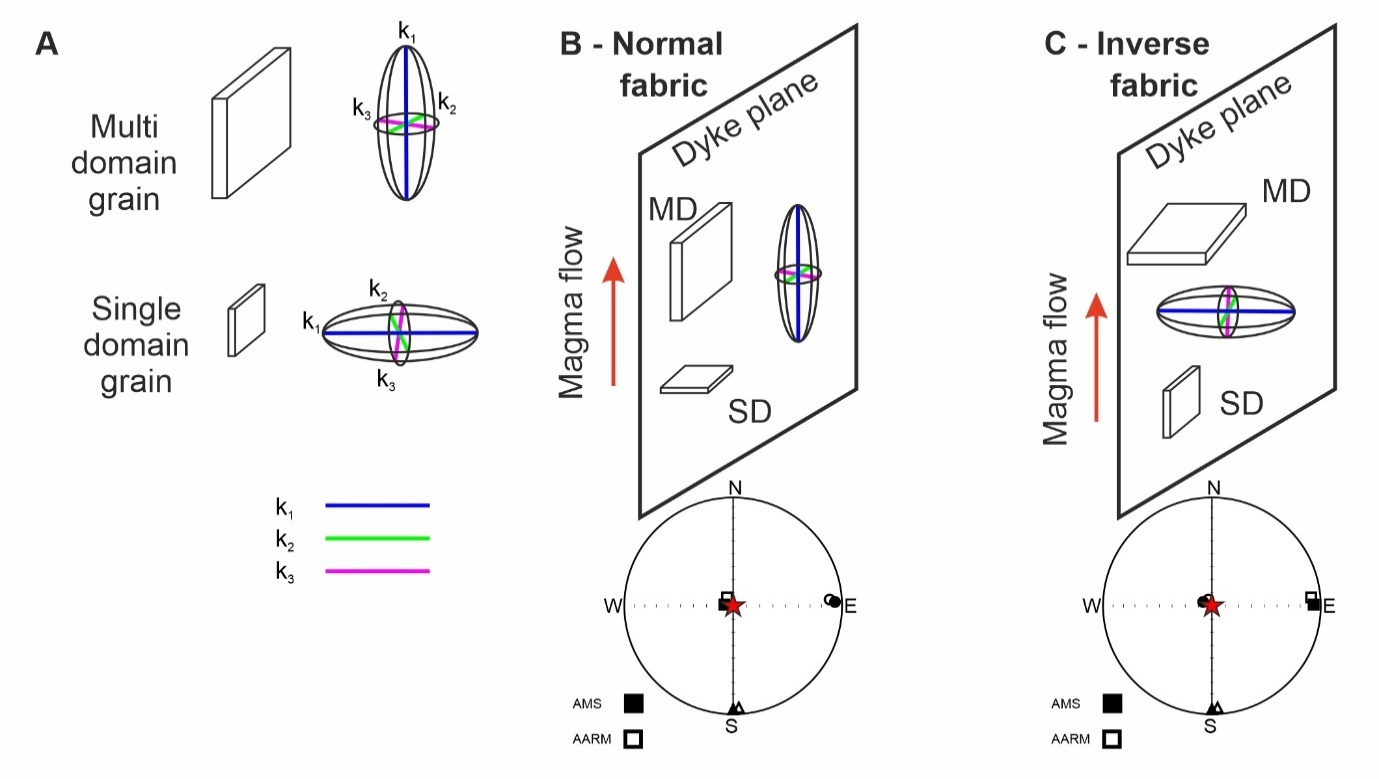 A
Multi
domain
grain
k1
k3
k2
Single
domain
grain
k2
k1
k3
k1
k2
k3
B - Normal
fabric
Dyke plane
MD
Magma flow
SD
N
W
E
S
AMS
AARM
C - Inverse
fabric
Dyke plane
MD
Magma flow
SD
N
W
E
S
AMS
AARM